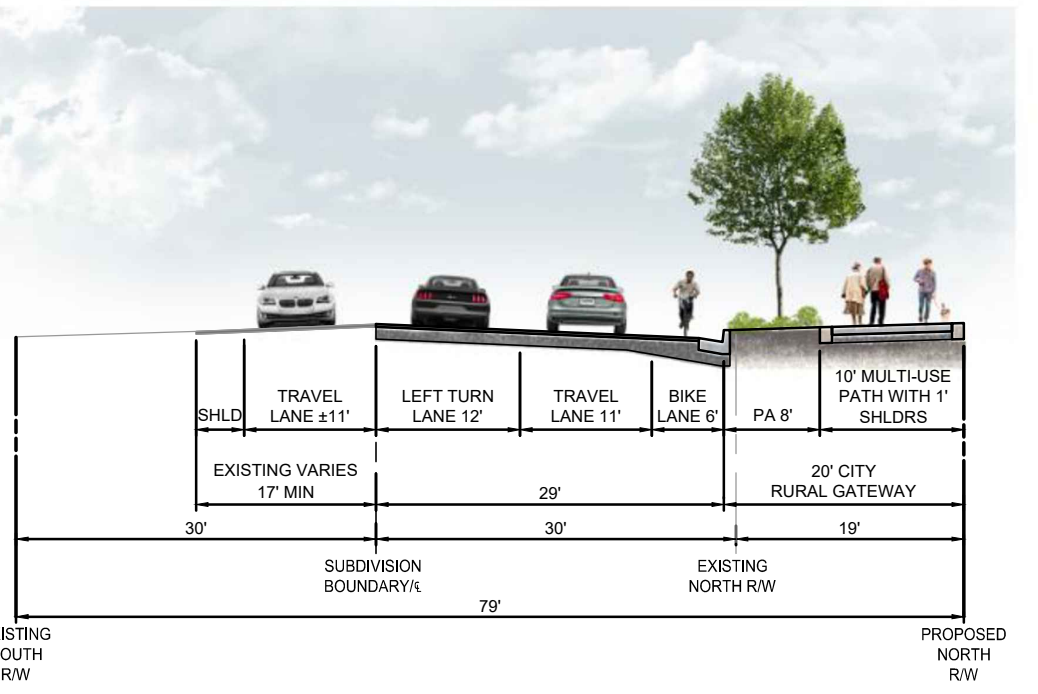 SHLD
TRAVEL
LANE ±11'
LEFT TURN
LANE 12'
TRAVEL
LANE 11'
BIKE
LANE 6'
PA 8'
10' MULTI-USE
PATH WITH 1'
SHLDRS
EXISTING VARIES
17' MIN
29'
20' CITY
RURAL GATEWAY
30'
30'
19'
SUBDIVISION
BOUNDARY/℄
EXISTING
NORTH R/W
79'
ISTING
OUTH
R/W
PROPOSED
NORTH
R/W